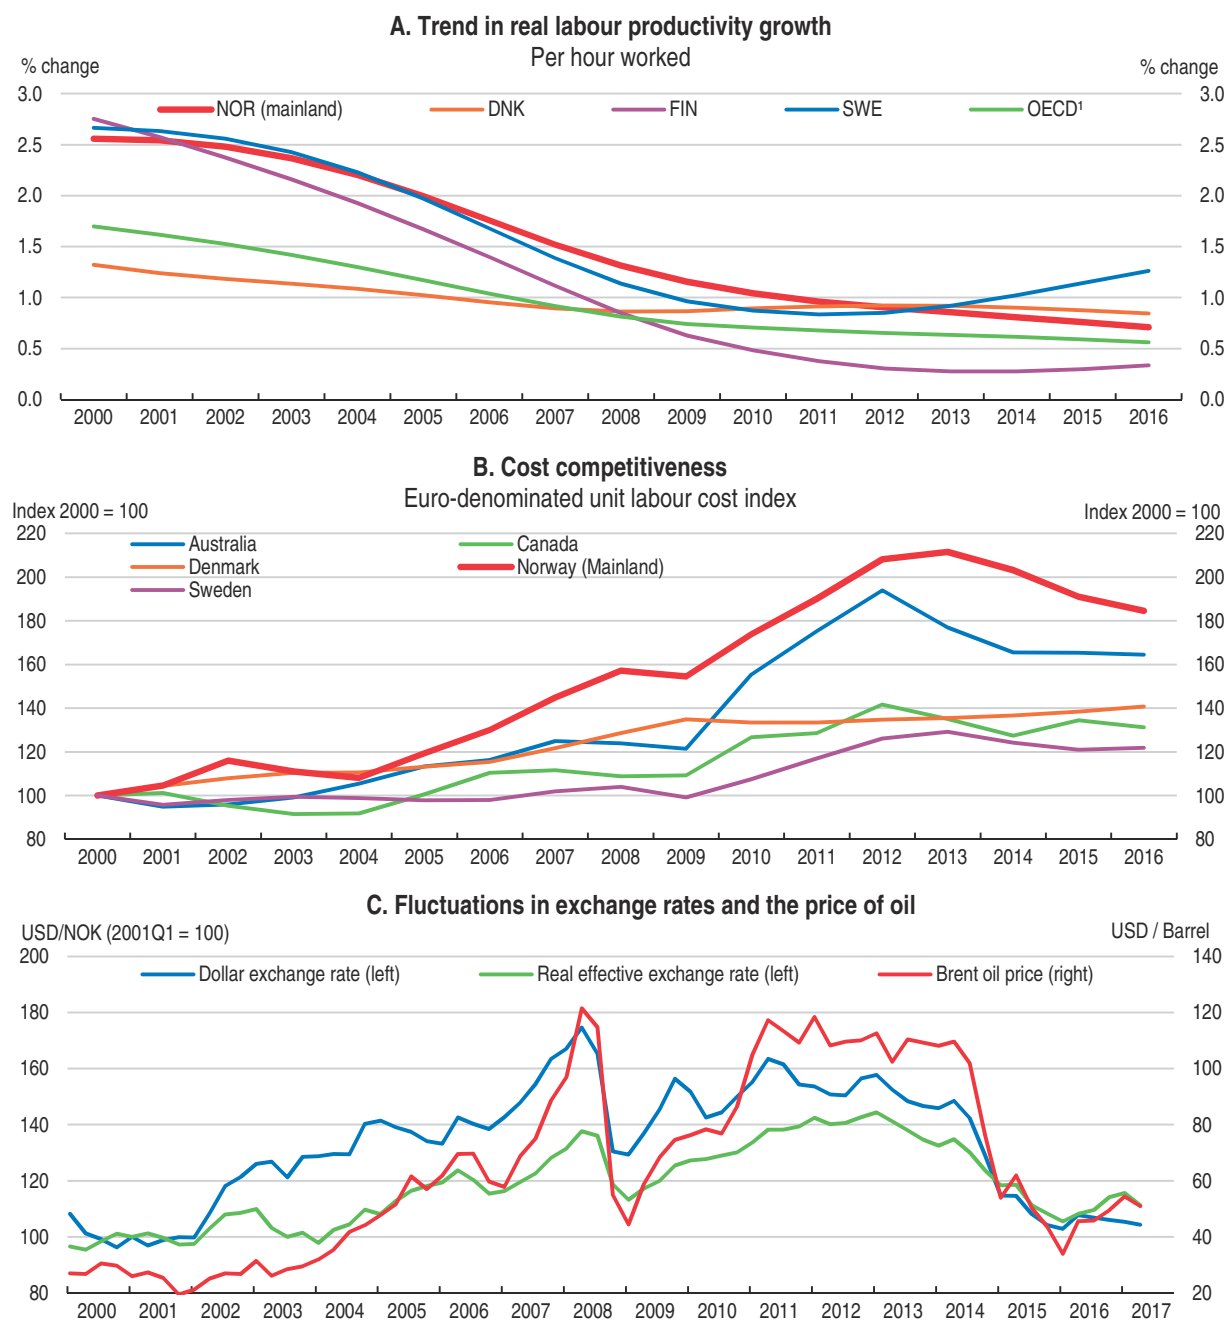 A. Trend in real labour productivity growth
Per hour worked
% change % change
3.0 3.0
NOR (mainland) DNK FIN SWE OECD¹
2.5 2.5
2.0 2.0
1.5 1.5
1.0 1.0
0.5 0.5
0.0 0.0
2000 2001 2002 2003 2004 2005 2006 2007 2008 2009 2010 2011 2012 2013 2014 2015 2016
B. Cost competitiveness
Euro-denominated unit labour cost index
Index 2000 = 100 Index 2000 = 100
220 220
Australia Canada
Denmark Norway (Mainland)
200 200
Sweden
180 180
160 160
140 140
120 120
100 100
80 80
2000 2001 2002 2003 2004 2005 2006 2007 2008 2009 2010 2011 2012 2013 2014 2015 2016
C. Fluctuations in exchange rates and the price of oil
USD/NOK (2001Q1 = 100) USD / Barrel
200 140
Dollar exchange rate (left) Real effective exchange rate (left) Brent oil price (right)
180 120
160 100
140 80
120 60
100 40
80 20
2000 2001 2002 2003 2004 2005 2006 2007 2008 2009 2010 2011 2012 2013 2014 2015 2016 2017